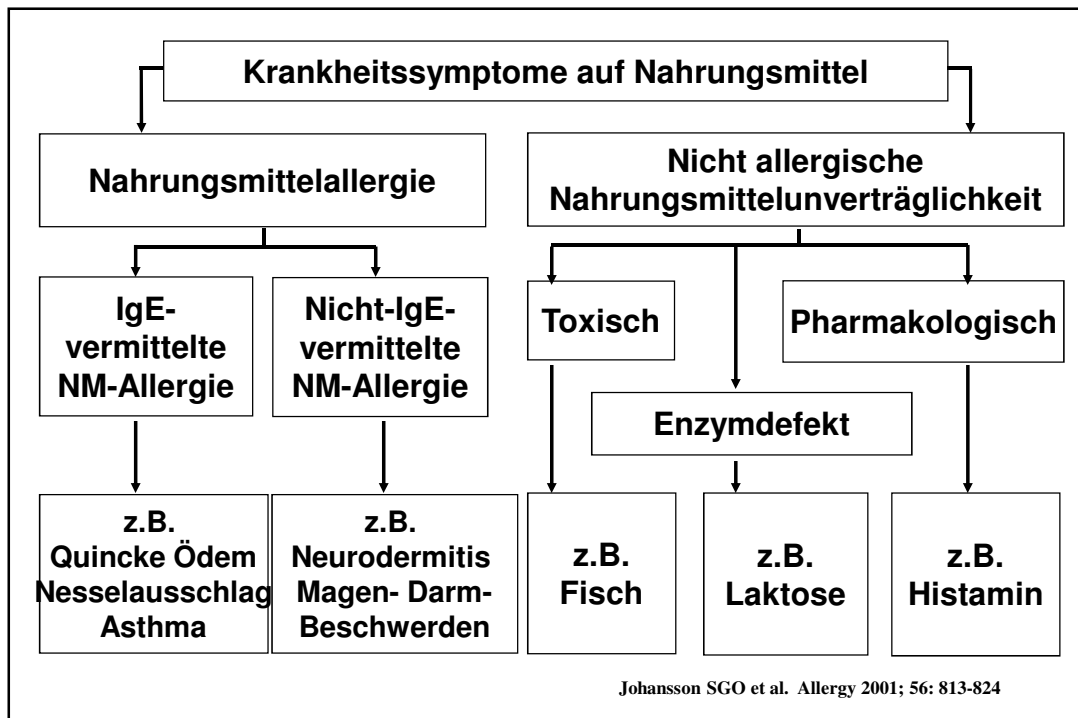 Krankheitssymptome auf Nahrungsmittel
Nahrungsmittelallergie
Nicht allergische
Nahrungsmittelunverträglichkeit
IgE-
vermittelte
NM-Allergie
Nicht-IgE-
vermittelte
NM-Allergie
Toxisch
Pharmakologisch
Enzymdefekt
z.B.
Quincke Ödem
Nesselausschlag
Asthma
z.B.
Neurodermitis
Magen- Darm-
Beschwerden
z.B.
Fisch
z.B.
Laktose
z.B.
Histamin
Johansson SGO et al. Allergy 2001; 56: 813-824